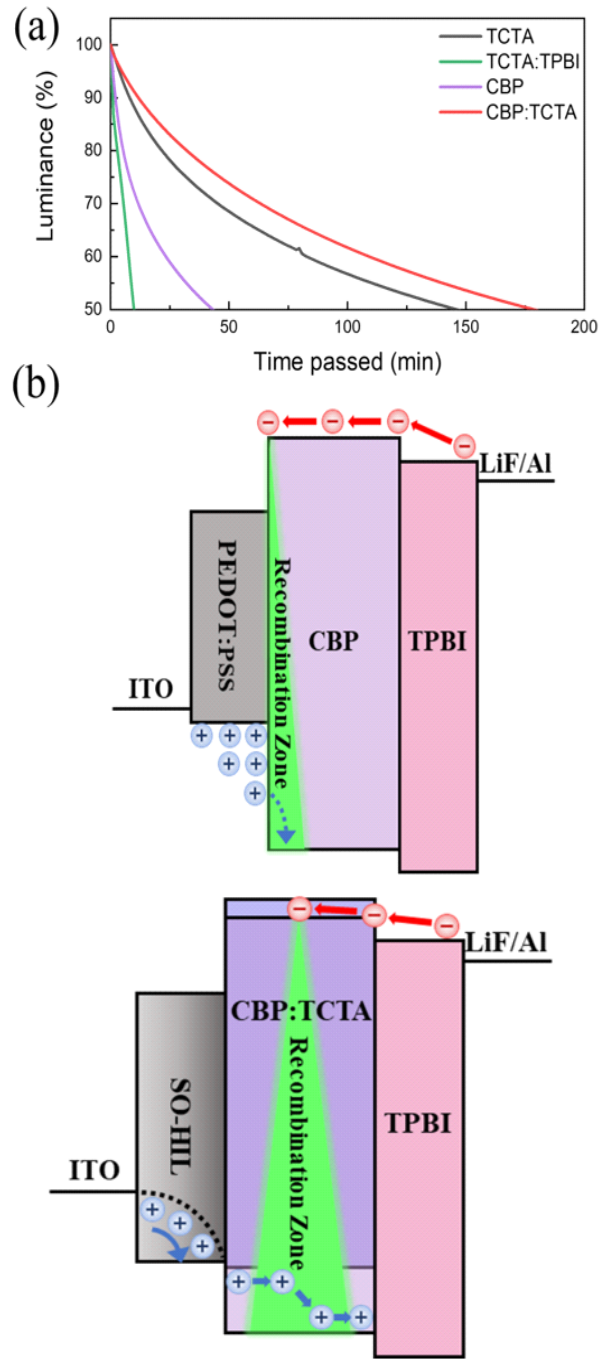 (a)
100
90
80
70
60
50
Luminance (%)
TCTA
TCTA:TPBI
CBP
CBP:TCTA
0
50
100
150
200
Time passed (min)
(b)
LiF/Al
PEDOT:PSS
Recombination Zone
CBP
TPBI
ITO
LiF/Al
CBP:TCTA
SO-HIL
Recombination Zone
TPBI
ITO